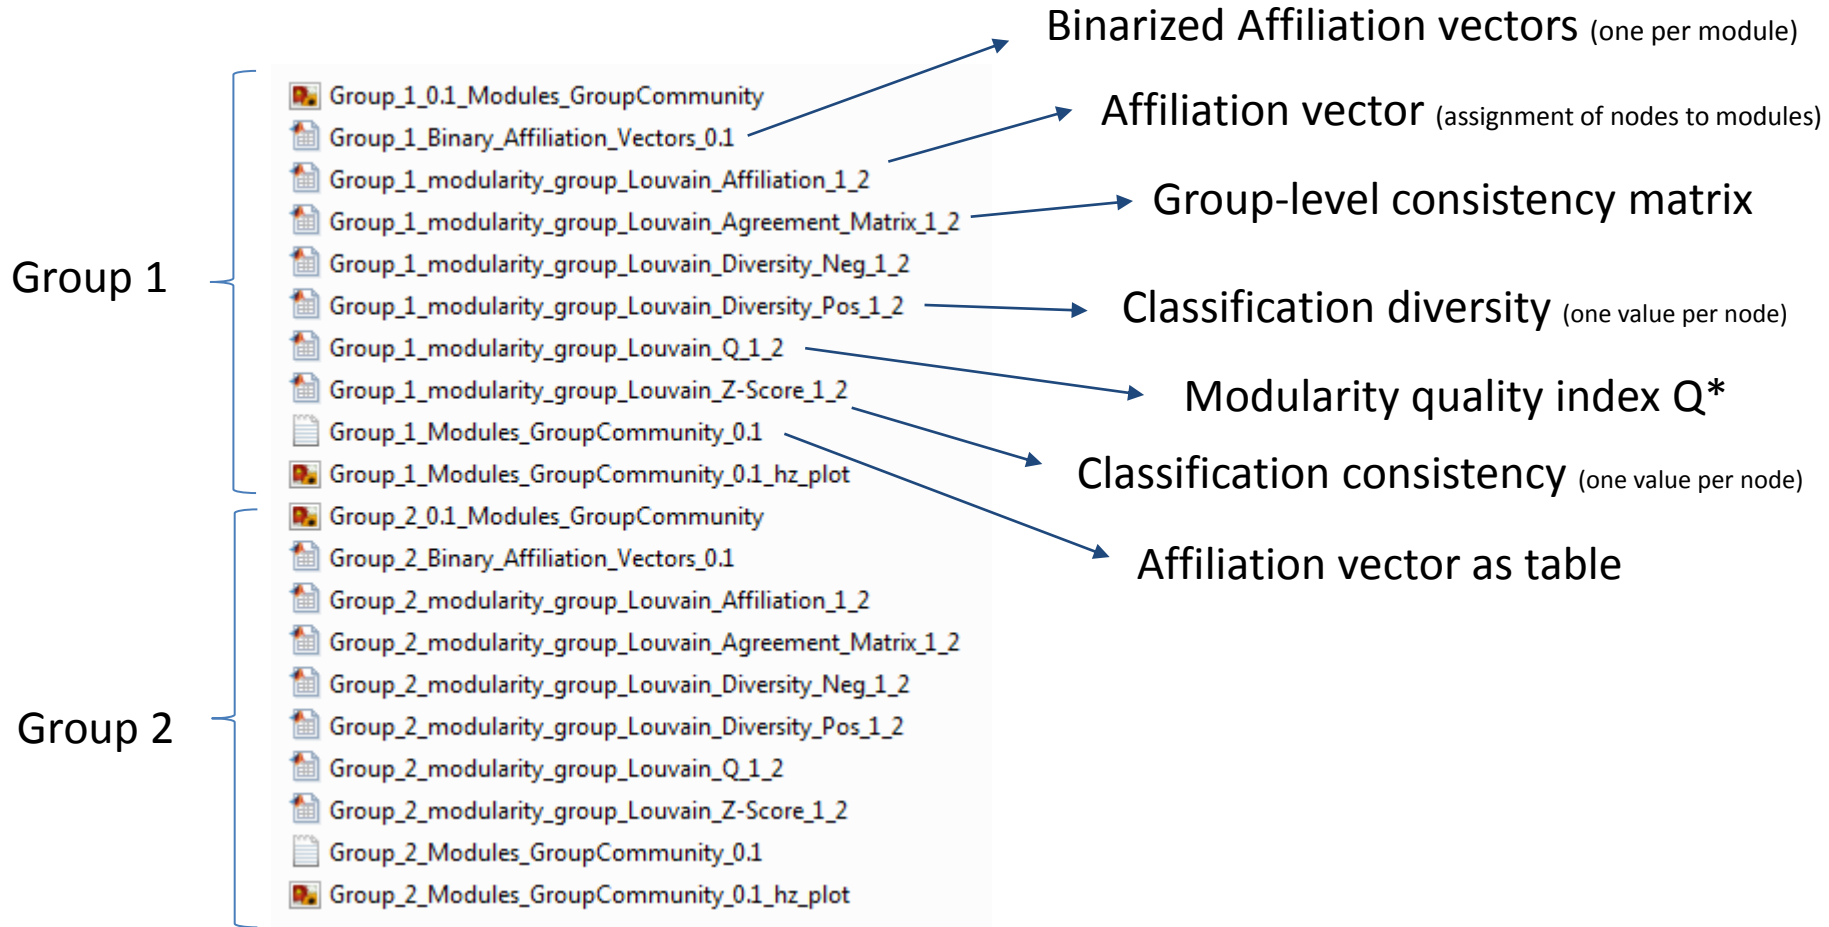 Binarized Affiliation vectors (one per module)
Group_1_0.1_Modules_GroupCommunity
Affiliation vector (assignment of nodes to modules)
Group_1_Binary_Affiliation_Vectors_0.1
Group_1_modularity_group_Louvain_Affiliation_1_2
Group-level consistency matrix
Group_1_modularity_group_Louvain_Agreement_Matrix_1_2
Group_1_modularity_group_Louvain_Diversity_Neg_1_2
Group 1
Group_1_modularity_group_Louvain_Diversity_Pos_1_2
Classification diversity (one value per node)
Group_1_modularity_group_Louvain_Q_1_2
Group_1_modularity_group_Louvain_Z-Score_1_2
Modularity quality index Q*
Group_1_Modules_GroupCommunity_0.1
Group_1_Modules_GroupCommunity_0.1_hz_plot
Classification consistency (one value per node)
Group_2_0.1_Modules_GroupCommunity
Group_2_Binary_Affiliation_Vectors_0.1
Affiliation vector as table
Group_2_modularity_group_Louvain_Affiliation_1_2
Group_2_modularity_group_Louvain_Agreement_Matrix_1_2
Group_2_modularity_group_Louvain_Diversity_Neg_1_2
Group 2
Group_2_modularity_group_Louvain_Diversity_Pos_1_2
Group_2_modularity_group_Louvain_Q_1_2
Group_2_modularity_group_Louvain_Z-Score_1_2
Group_2_Modules_GroupCommunity_0.1
Group_2_Modules_GroupCommunity_0.1_hz_plot